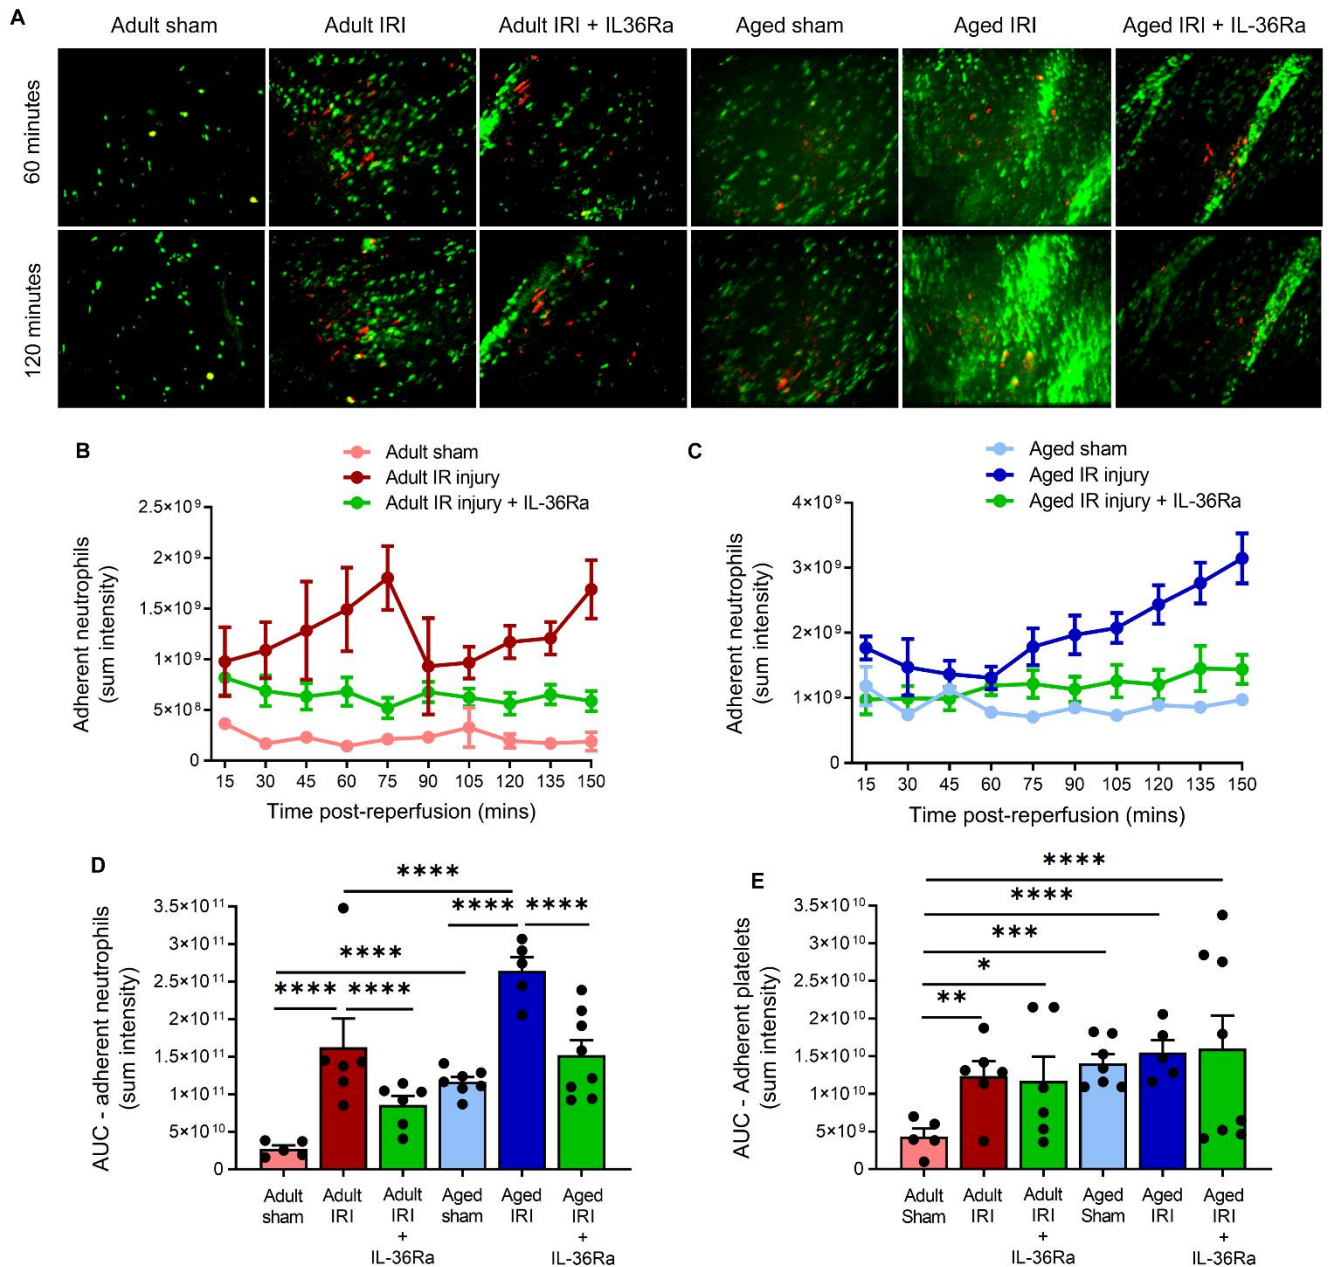 A
Adult sham
Adult IRI
Adult IRI + IL36Ra
Aged sham
Aged IRI
Aged IRI + IL-36Ra
60 minutes
120 minutes
B
Adult sham
Adult IR injury
Adult IR injury + IL-36Ra
Adherent neutrophils
(sum intensity)
2.5×10⁹
2×10⁹
1.5×10⁹
1×10⁹
5×10⁸
0
15 30 45 60 75 90 105 120 135 150
Time post-reperfusion (mins)
C
Aged sham
Aged IR injury
Aged IR injury + IL-36Ra
Adherent neutrophils
(sum intensity)
4×10⁹
3×10⁹
2×10⁹
1×10⁹
0
15 30 45 60 75 90 105 120 135 150
Time post-reperfusion (mins)
D
AUC - adherent neutrophils
(sum intensity)
3.5×10¹¹
3×10¹¹
2.5×10¹¹
2×10¹¹
1.5×10¹¹
1×10¹¹
5×10¹⁰
0
****
**** ****
****
**** ****
Adult
sham
Adult
IRI
Adult
IRI
+
IL-36Ra
Aged
sham
Aged
IRI
Aged
IRI
+
IL-36Ra
E
AUC - Adherent platelets
(sum intensity)
3.5×10¹⁰
3×10¹⁰
2.5×10¹⁰
2×10¹⁰
1.5×10¹⁰
1×10¹⁰
5×10⁹
0
****
****
***
*
**
Adult
Sham
Adult
IRI
Adult
IRI
+
IL-36Ra
Aged
Sham
Aged
IRI
Aged
IRI
+
IL-36Ra